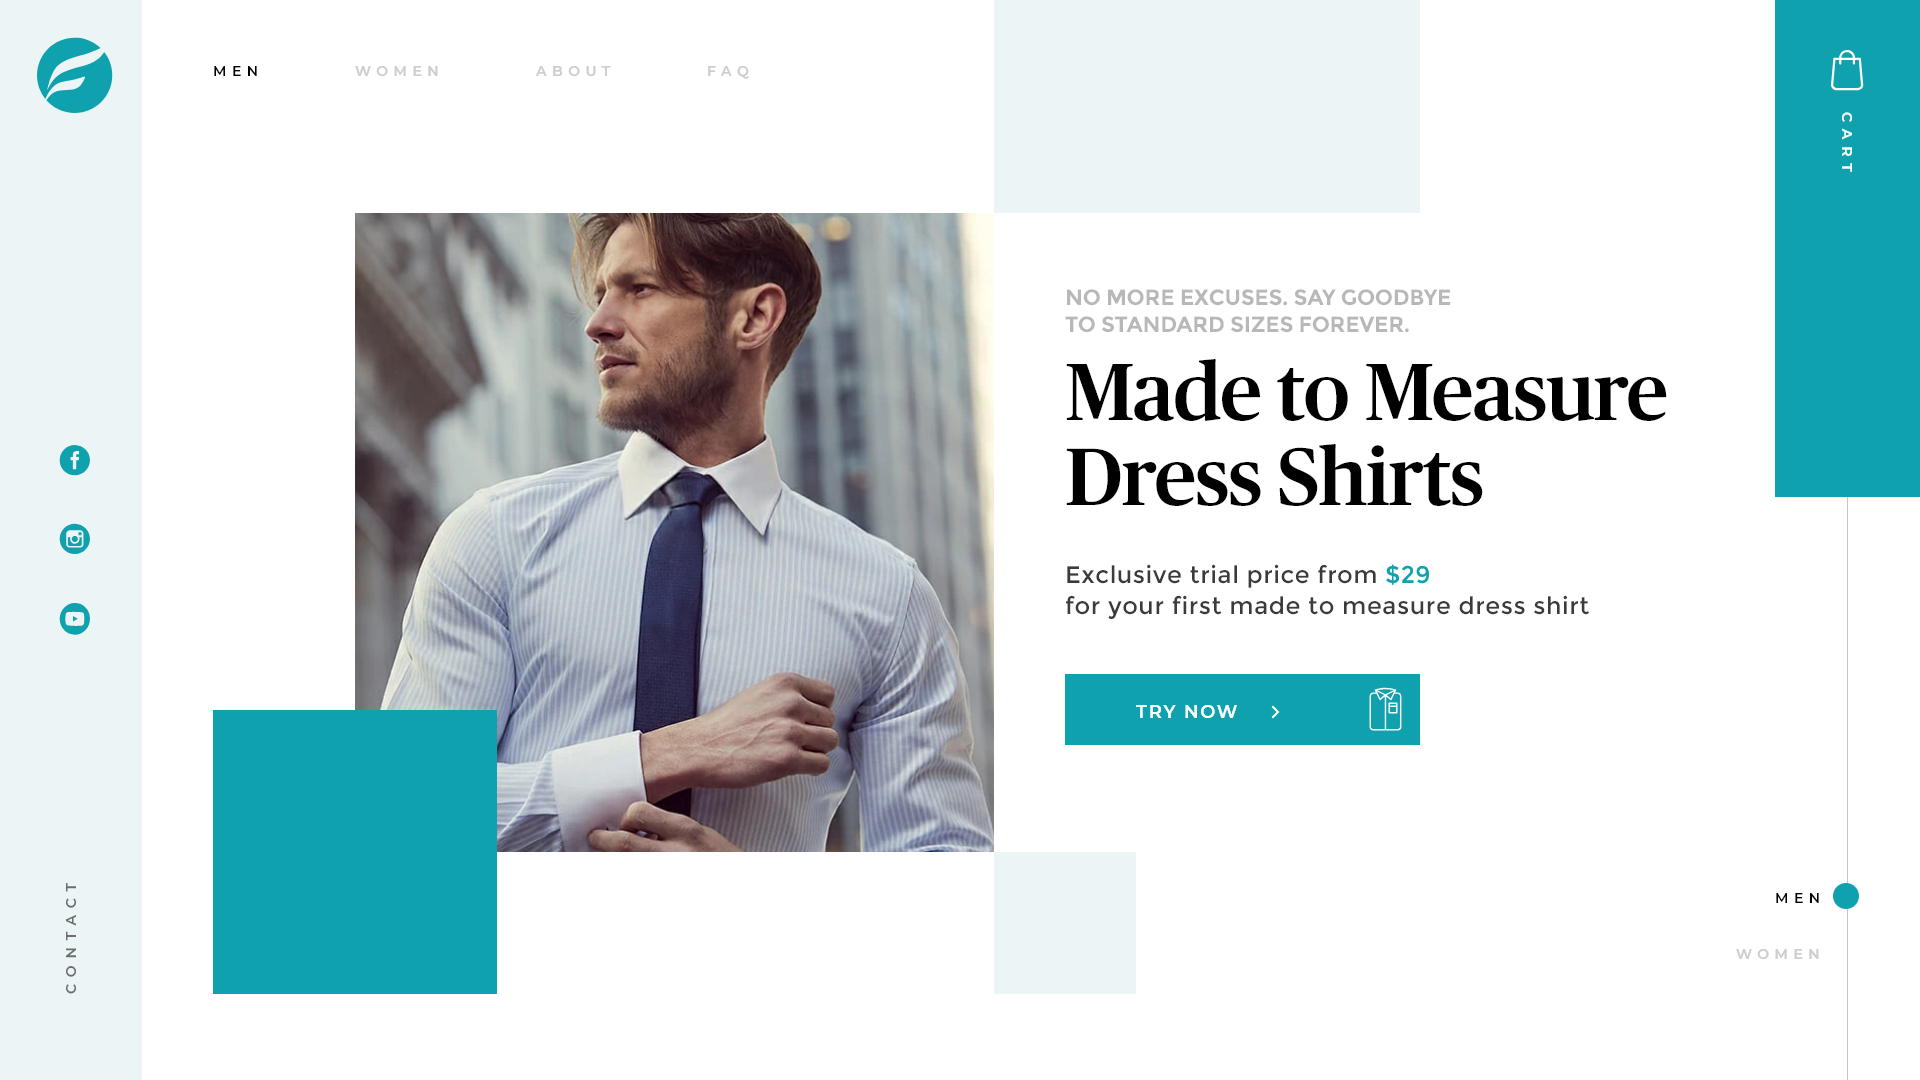 MEN
WOMEN
ABOUT
FAQ
CART
NO MORE EXCUSES. SAY GOODBYE
TO STANDARD SIZES FOREVER.
Made to Measure
Dress Shirts
Exclusive trial price from $29
for your first made to measure dress shirt
TRY NOW
CONTACT
MEN
WOMEN